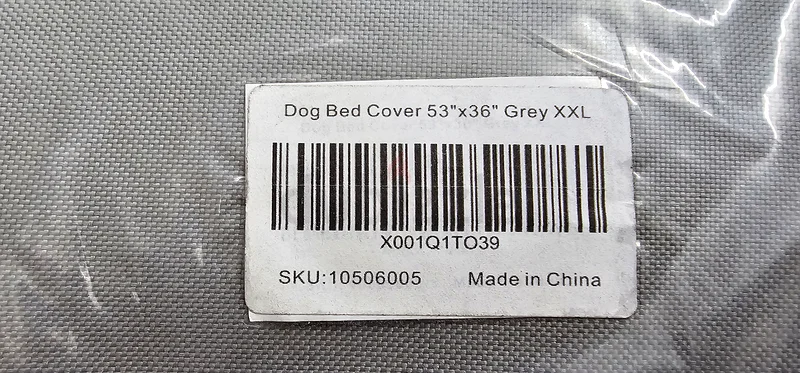 Dog Bed Cover 53"x36" Grey XXL
X001Q1TO39
SKU:10506005 Made in China